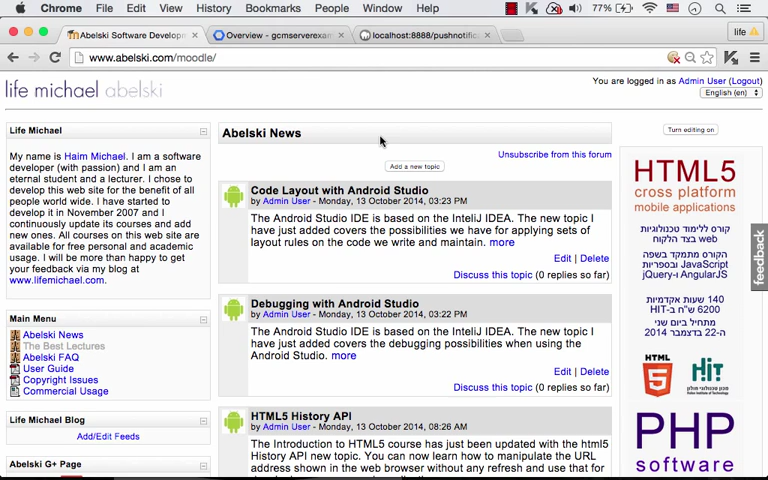 Chrome File Edit View History Bookmarks People Window Help 77%
Abelski Software Develop
Overview - gcmserverexam
localhost:8888/pushnotific
life
www.abelski.com/moodle/
life michael abelski
You are logged in as Admin User (Logout)
English (en)
Life Michael
My name is Haim Michael. I am a software
developer (with passion) and I am an
eternal student and a lecturer. I chose to
develop this web site for the benefit of all
people world wide. I have started to
develop it in November 2007 and I
continuously update its courses and add
new ones. All courses on this web site are
available for free personal and academic
usage. I will be more than happy to get
your feedback via my blog at
www.lifemichael.com.
Main Menu
Abelski News
The Best Lectures
Abelski FAQ
User Guide
Copyright Issues
Commercial Usage
Life Michael Blog
Add/Edit Feeds
Abelski G+ Page
Abelski News
Unsubscribe from this forum
Add a new topic
Code Layout with Android Studio
by Admin User - Monday, 13 October 2014, 03:23 PM
The Android Studio IDE is based on the InteliJ IDEA. The new topic I
have just added covers the possibilities we have for applying sets of
layout rules on the code we write and maintain. more
Edit | Delete
Discuss this topic (0 replies so far)
Debugging with Android Studio
by Admin User - Monday, 13 October 2014, 03:22 PM
The Android Studio IDE is based on the InteliJ IDEA. The new topic I
have just added covers the debugging possibilities when using the
Android Studio. more
Edit | Delete
Discuss this topic (0 replies so far)
HTML5 History API
by Admin User - Monday, 13 October 2014, 08:26 AM
The Introduction to HTML5 course has just been updated with the html5
History API new topic. You can now learn how to manipulate the URL
address shown in the web browser without any refresh and use that for
Turn editing on
HTML5
cross platform
mobile applications
קורס ללימוד טכנולוגיות
web בצד הלקוח
הקורס מתמקד בשפה
JavaScript ובספריות
AngularJS ו-jQuery
140 שעות אקדמיות
6200 ש"ח ב-HIT
מתחיל ביום שני
ה-22 בדצמבר 2014
HTML
HiT
PHP
software
feedback